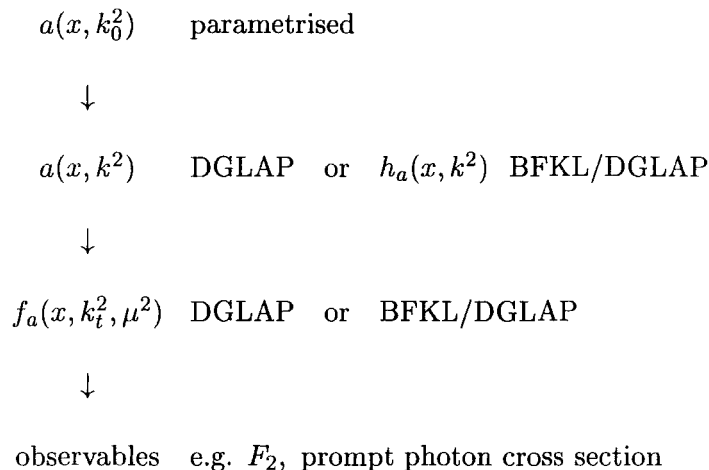 a(x, k_0^2) parametrised
↓
a(x, k^2) DGLAP or h_a(x, k^2) BFKL/DGLAP
↓
f_a(x, k_t^2, μ^2) DGLAP or BFKL/DGLAP
↓
observables e.g. F_2, prompt photon cross section